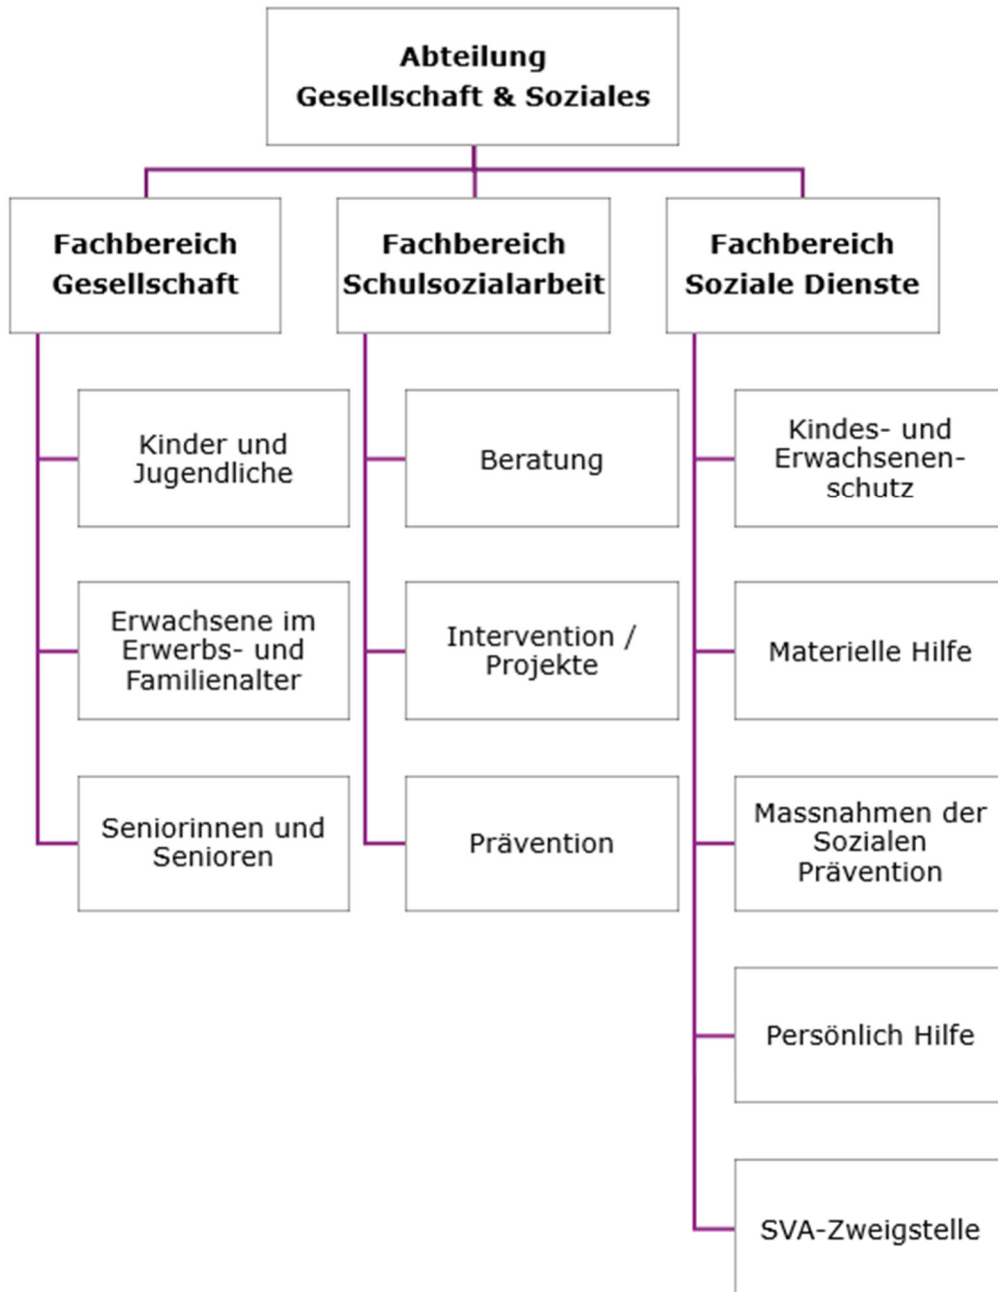 Abteilung
Gesellschaft & Soziales
Fachbereich
Gesellschaft
Kinder und
Jugendliche
Erwachsene im
Erwerbs- und
Familienalter
Seniorinnen und
Senioren
Fachbereich
Schulsozialarbeit
Beratung
Intervention /
Projekte
Prävention
Fachbereich
Soziale Dienste
Kindes- und
Erwachsenen-
schutz
Materielle Hilfe
Massnahmen der
Sozialen
Prävention
Persönlich Hilfe
SVA-Zweigstelle